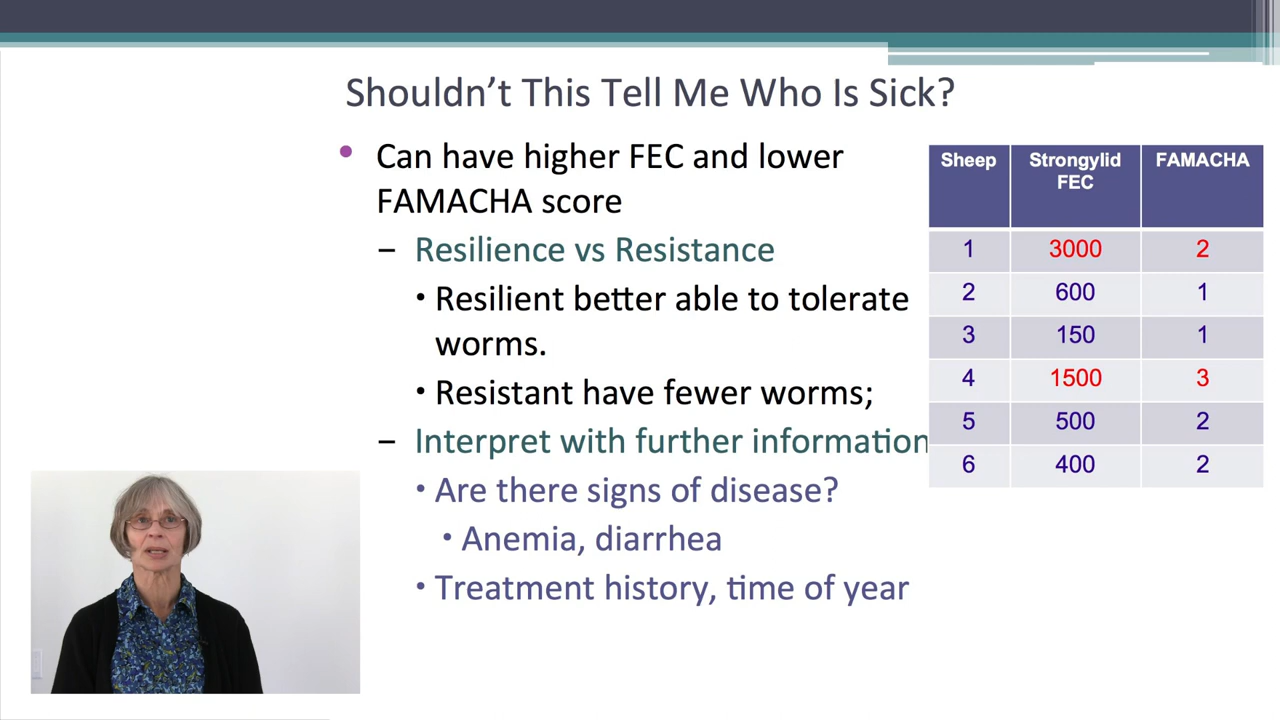 Shouldn’t This Tell Me Who Is Sick?
• Can have higher FEC and lower
FAMACHA score
– Resilience vs Resistance
• Resilient better able to tolerate
worms.
• Resistant have fewer worms;
– Interpret with further information
• Are there signs of disease?
• Anemia, diarrhea
• Treatment history, time of year
Sheep Strongylid FEC FAMACHA
1 3000 2
2 600 1
3 150 1
4 1500 3
5 500 2
6 400 2